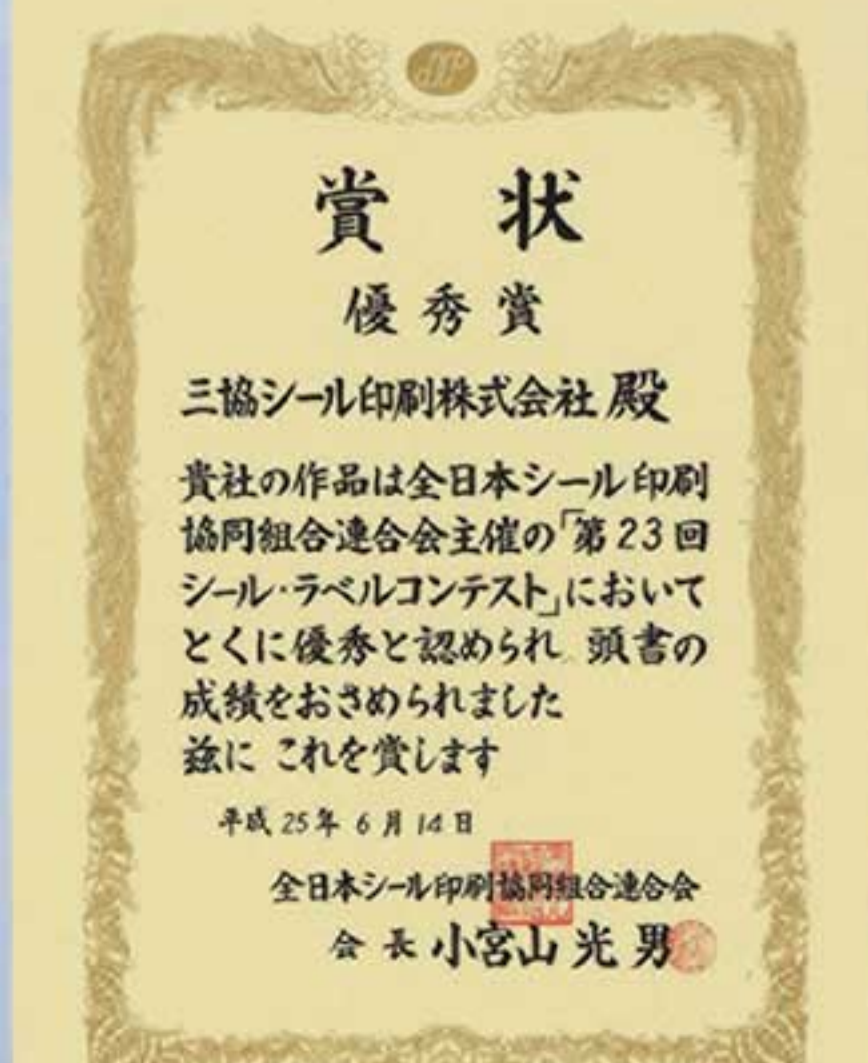 賞状
優秀賞
三協シール印刷株式会社 殿
貴社の作品は全日本シール印刷
協同組合連合会主催の「第23回
シール・ラベルコンテスト」において
とくに優秀と認められ 頭書の
成績をおさめられました
茲に これを賞します
平成25年6月14日
全日本シール印刷協同組合連合会
会長 小宮山光男